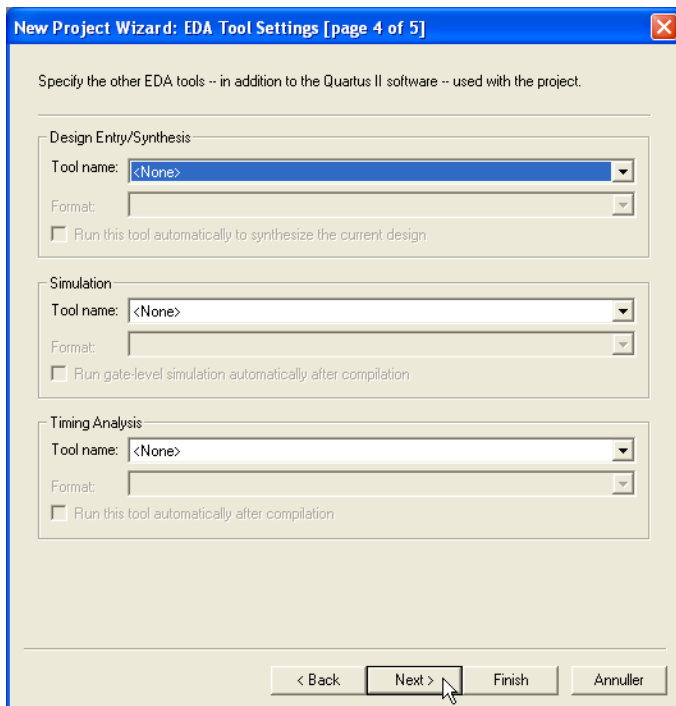 New Project Wizard: EDA Tool Settings [page 4 of 5]
Specify the other EDA tools -- in addition to the Quartus II software -- used with the project.
Design Entry/Synthesis
Tool name: <None>
Format:
Run this tool automatically to synthesize the current design
Simulation
Tool name: <None>
Format:
Run gate-level simulation automatically after compilation
Timing Analysis
Tool name: <None>
Format:
Run this tool automatically after compilation
< Back Next > Finish Annuller